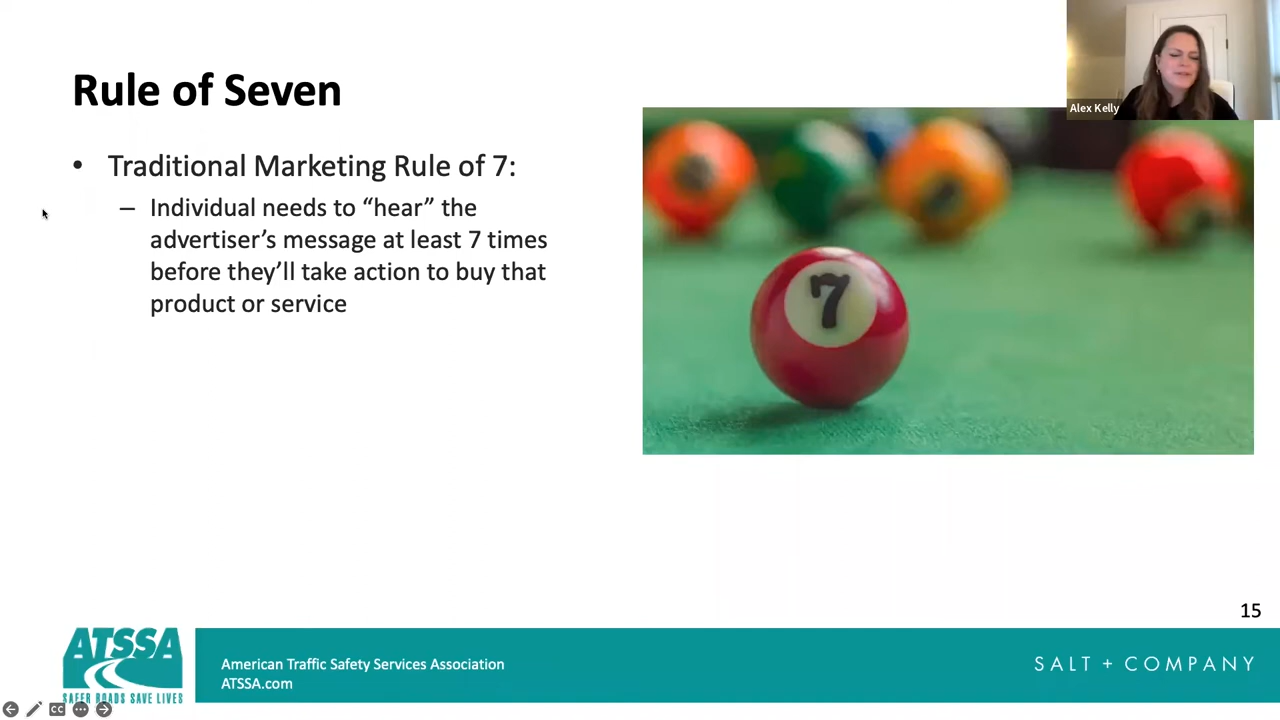 Rule of Seven
Alex Kelly
• Traditional Marketing Rule of 7:
– Individual needs to “hear” the
advertiser’s message at least 7 times
before they’ll take action to buy that
product or service
7
15
ATSSA
SAFER ROADS SAVE LIVES
American Traffic Safety Services Association
ATSSA.com
SALT + COMPANY
CC